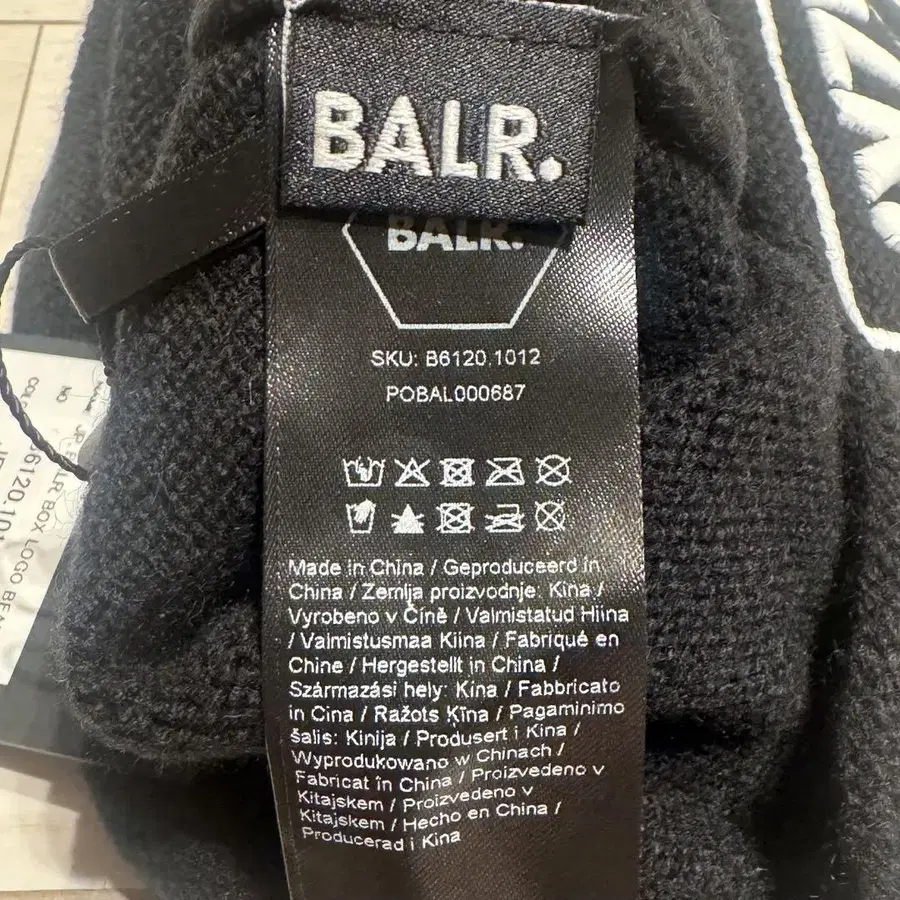 BALR.
BALR.
SKU: B6120.1012
POBAL000687
Made in China / Geproduceerd in
China / Zemlja proizvodnje: Kina /
Vyrobeno v Číně / Valmistatud Hiina
/ Valmistusmaa Kiina / Fabriqué en
Chine / Hergestellt in China /
Származási hely: Kína / Fabbricato
in Cina / Ražots Ķīna / Pagaminimo
šalis: Kinija / Produsert i Kina /
Wyprodukowano w Chinach /
Fabricat în China / Proizvedeno v
Kitajskem / Proizvedeno v
Kitajskem / Hecho en China /
Producerad i Kina
BOX LOGO